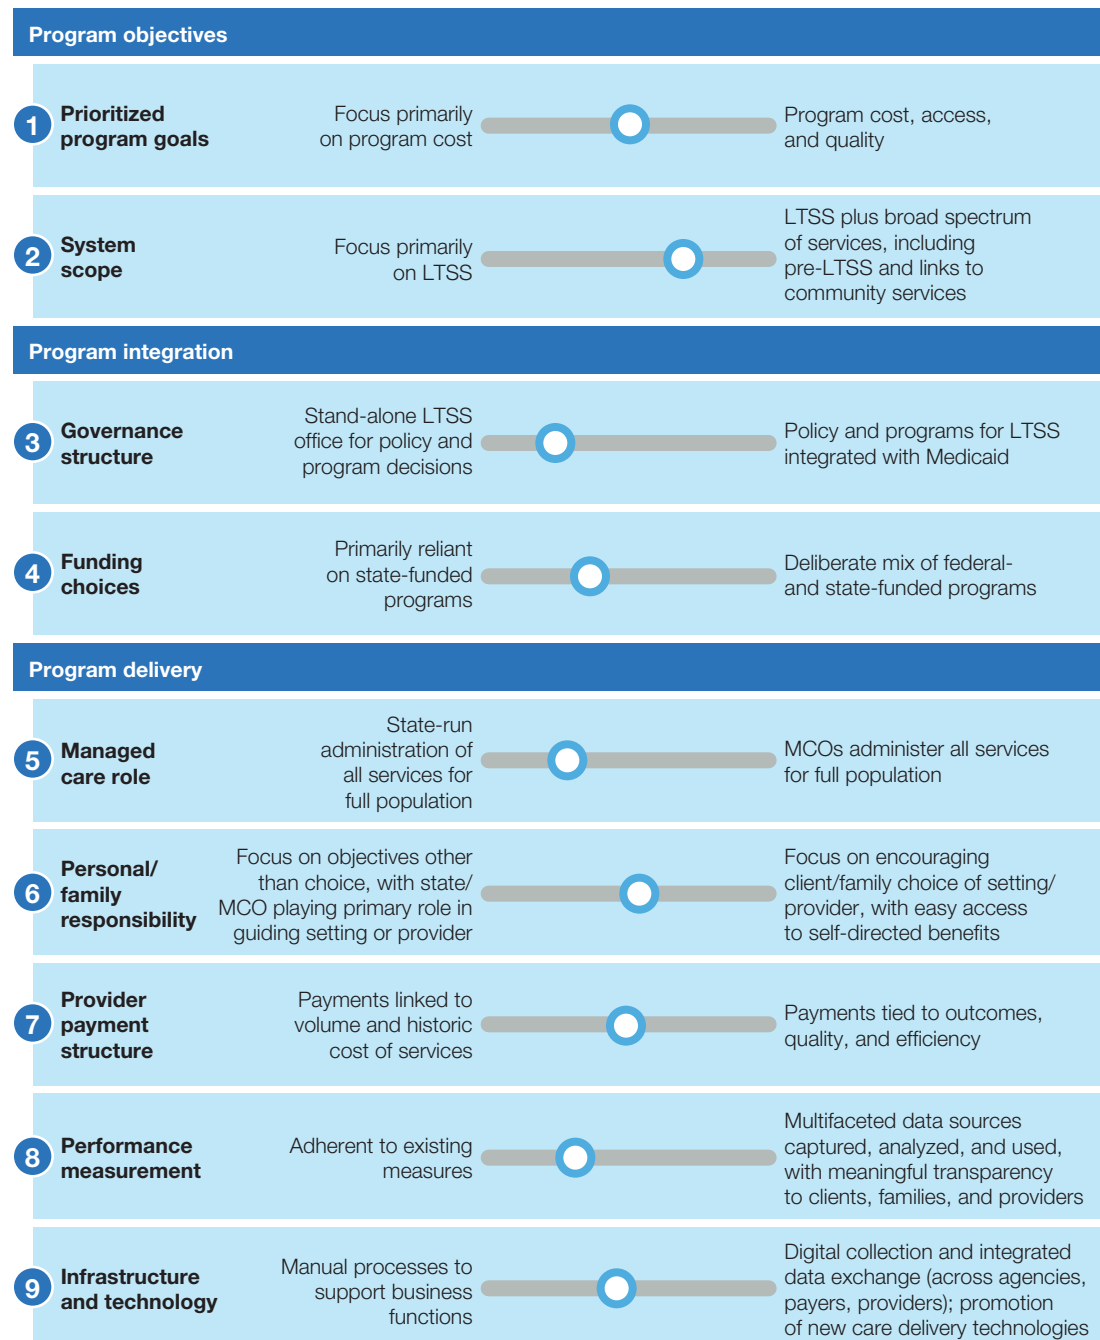 Program objectives
1
Prioritized
program goals
Focus primarily
on program cost
Program cost, access,
and quality
2
System
scope
Focus primarily
on LTSS
LTSS plus broad spectrum
of services, including
pre-LTSS and links to
community services
Program integration
3
Governance
structure
Stand-alone LTSS
office for policy and
program decisions
Policy and programs for LTSS
integrated with Medicaid
4
Funding
choices
Primarily reliant
on state-funded
programs
Deliberate mix of federal-
and state-funded programs
Program delivery
5
Managed
care role
State-run
administration of
all services for
full population
MCOs administer all services
for full population
6
Personal/
family
responsibility
Focus on objectives other
than choice, with state/
MCO playing primary role in
guiding setting or provider
Focus on encouraging
client/family choice of setting/
provider, with easy access
to self-directed benefits
7
Provider
payment
structure
Payments linked to
volume and historic
cost of services
Payments tied to outcomes,
quality, and efficiency
8
Performance
measurement
Adherent to existing
measures
Multifaceted data sources
captured, analyzed, and used,
with meaningful transparency
to clients, families, and providers
9
Infrastructure
and technology
Manual processes to
support business
functions
Digital collection and integrated
data exchange (across agencies,
payers, providers); promotion
of new care delivery technologies